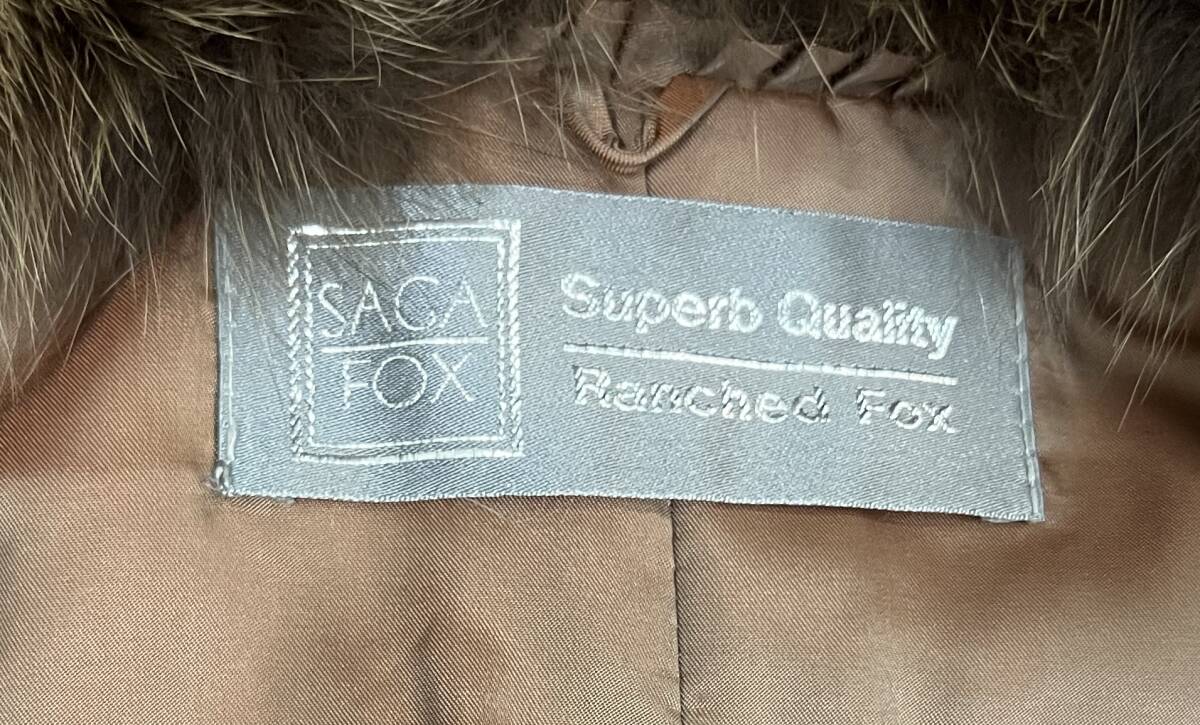 SAGA
FOX
Superb Quality
Ranched Fox